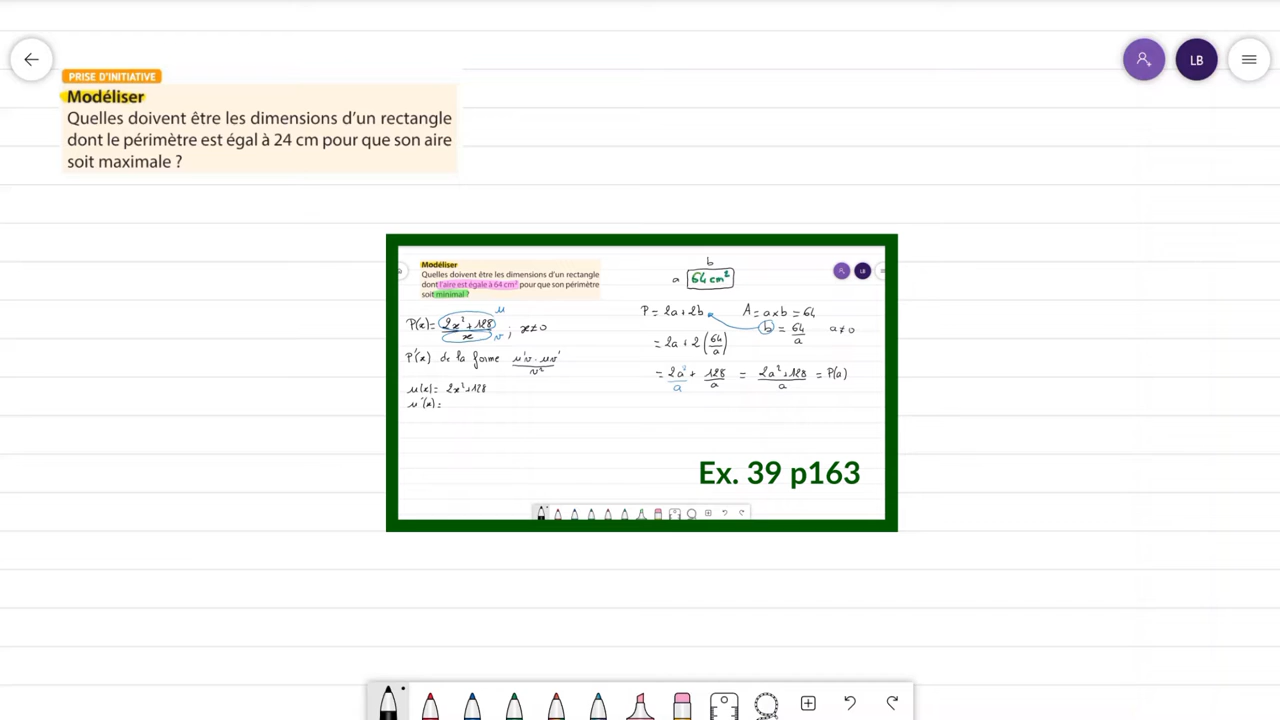 PRISE D'INITIATIVE
LB
Modéliser
Quelles doivent être les dimensions d'un rectangle
dont le périmètre est égal à 24 cm pour que son aire
soit maximale ?
Modéliser
Quelles doivent être les dimensions d'un rectangle
dont l'aire est égale à 64 cm² pour que son périmètre
soit minimal ?
b
a 64 cm²
LB
P(x) = 2x² + 128 / x ; x ≠ 0
u
v
P'(x) de la forme u'v - uv' / v²
u(x) = 2x² + 128
u'(x) =
P = 2a + 2b
A = a × b = 64
b = 64/a a ≠ 0
= 2a + 2 (64/a)
= 2a²/a + 128/a = 2a² + 128 / a = P(a)
Ex. 39 p163